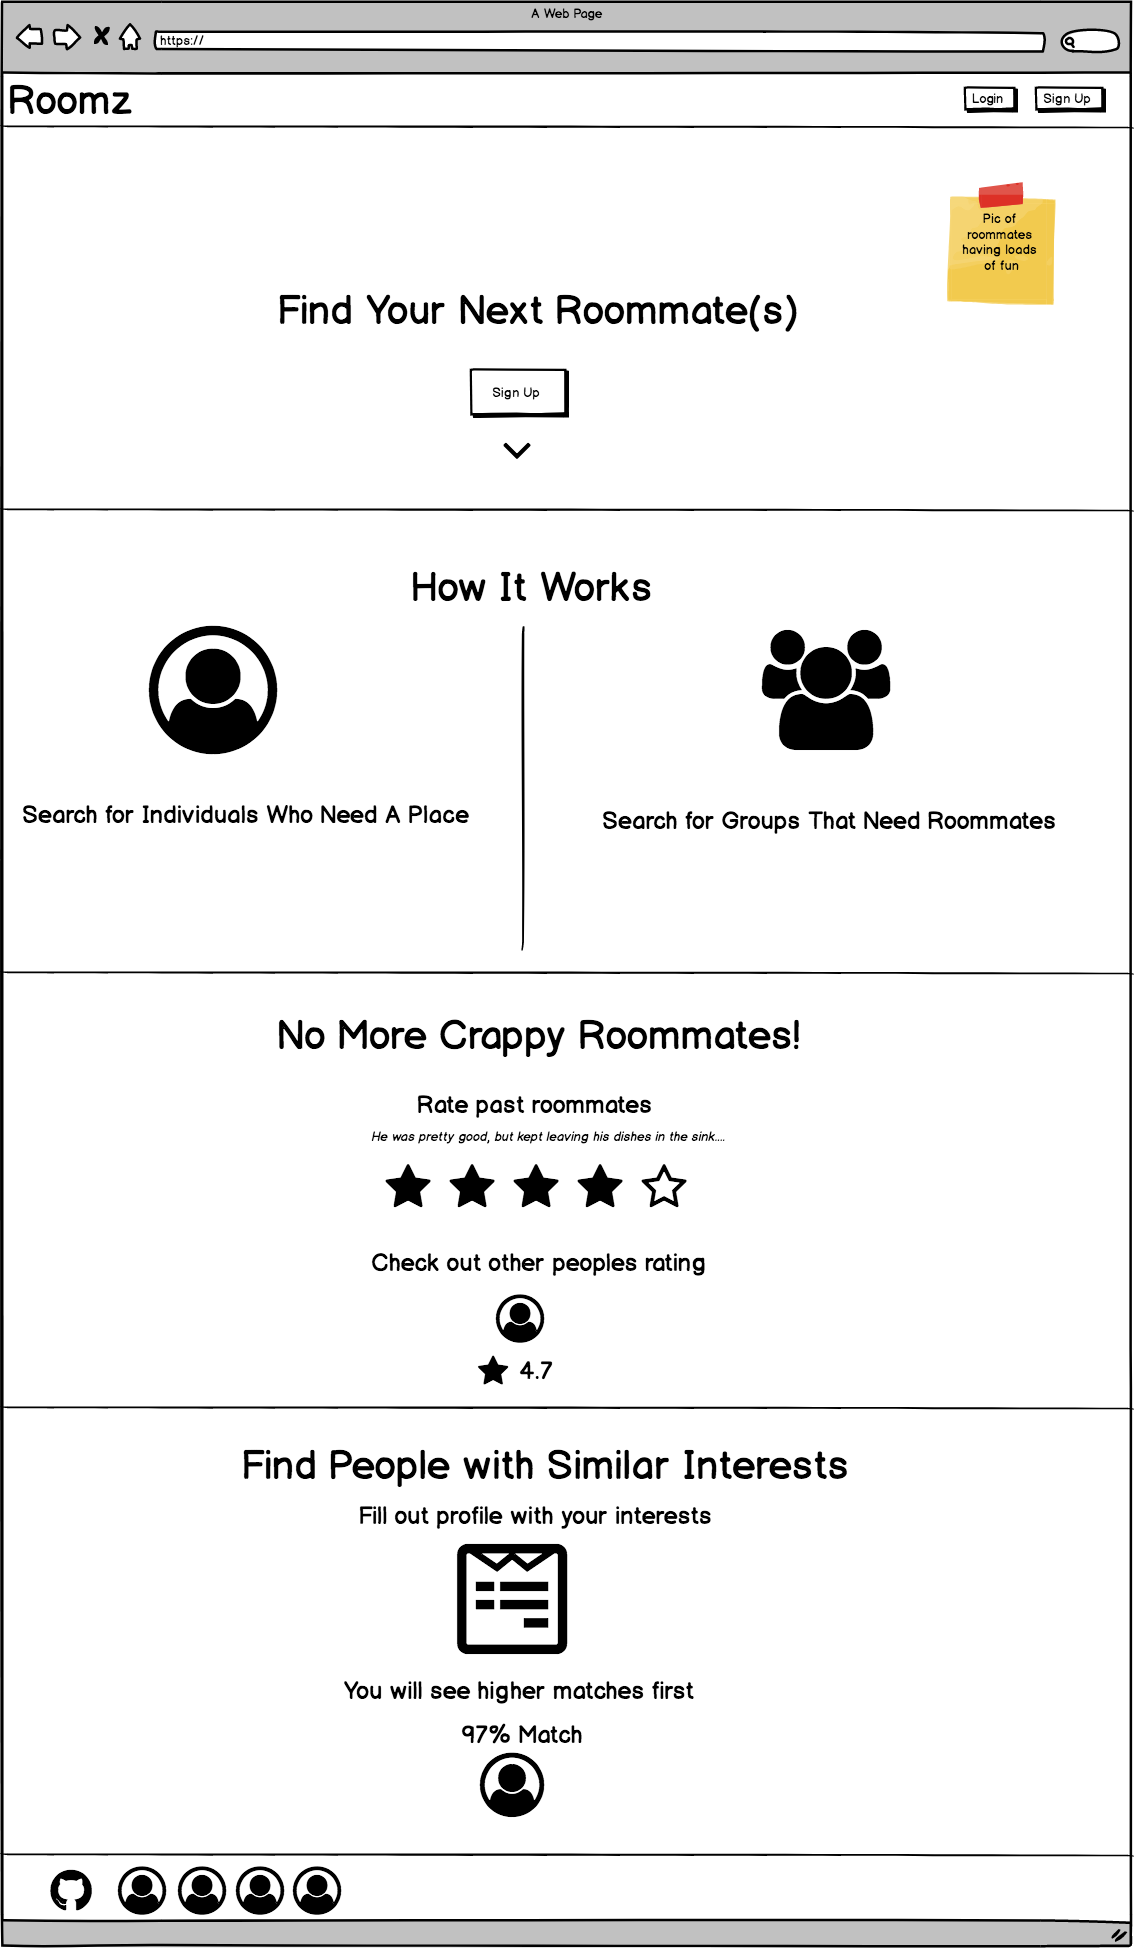 A Web Page
https://
Roomz
Login
Sign Up
Pic of
roommates
having loads
of fun
Find Your Next Roommate(s)
Sign Up
How It Works
Search for Individuals Who Need A Place
Search for Groups That Need Roommates
No More Crappy Roommates!
Rate past roommates
He was pretty good, but kept leaving his dishes in the sink....
Check out other peoples rating
4.7
Find People with Similar Interests
Fill out profile with your interests
You will see higher matches first
97% Match